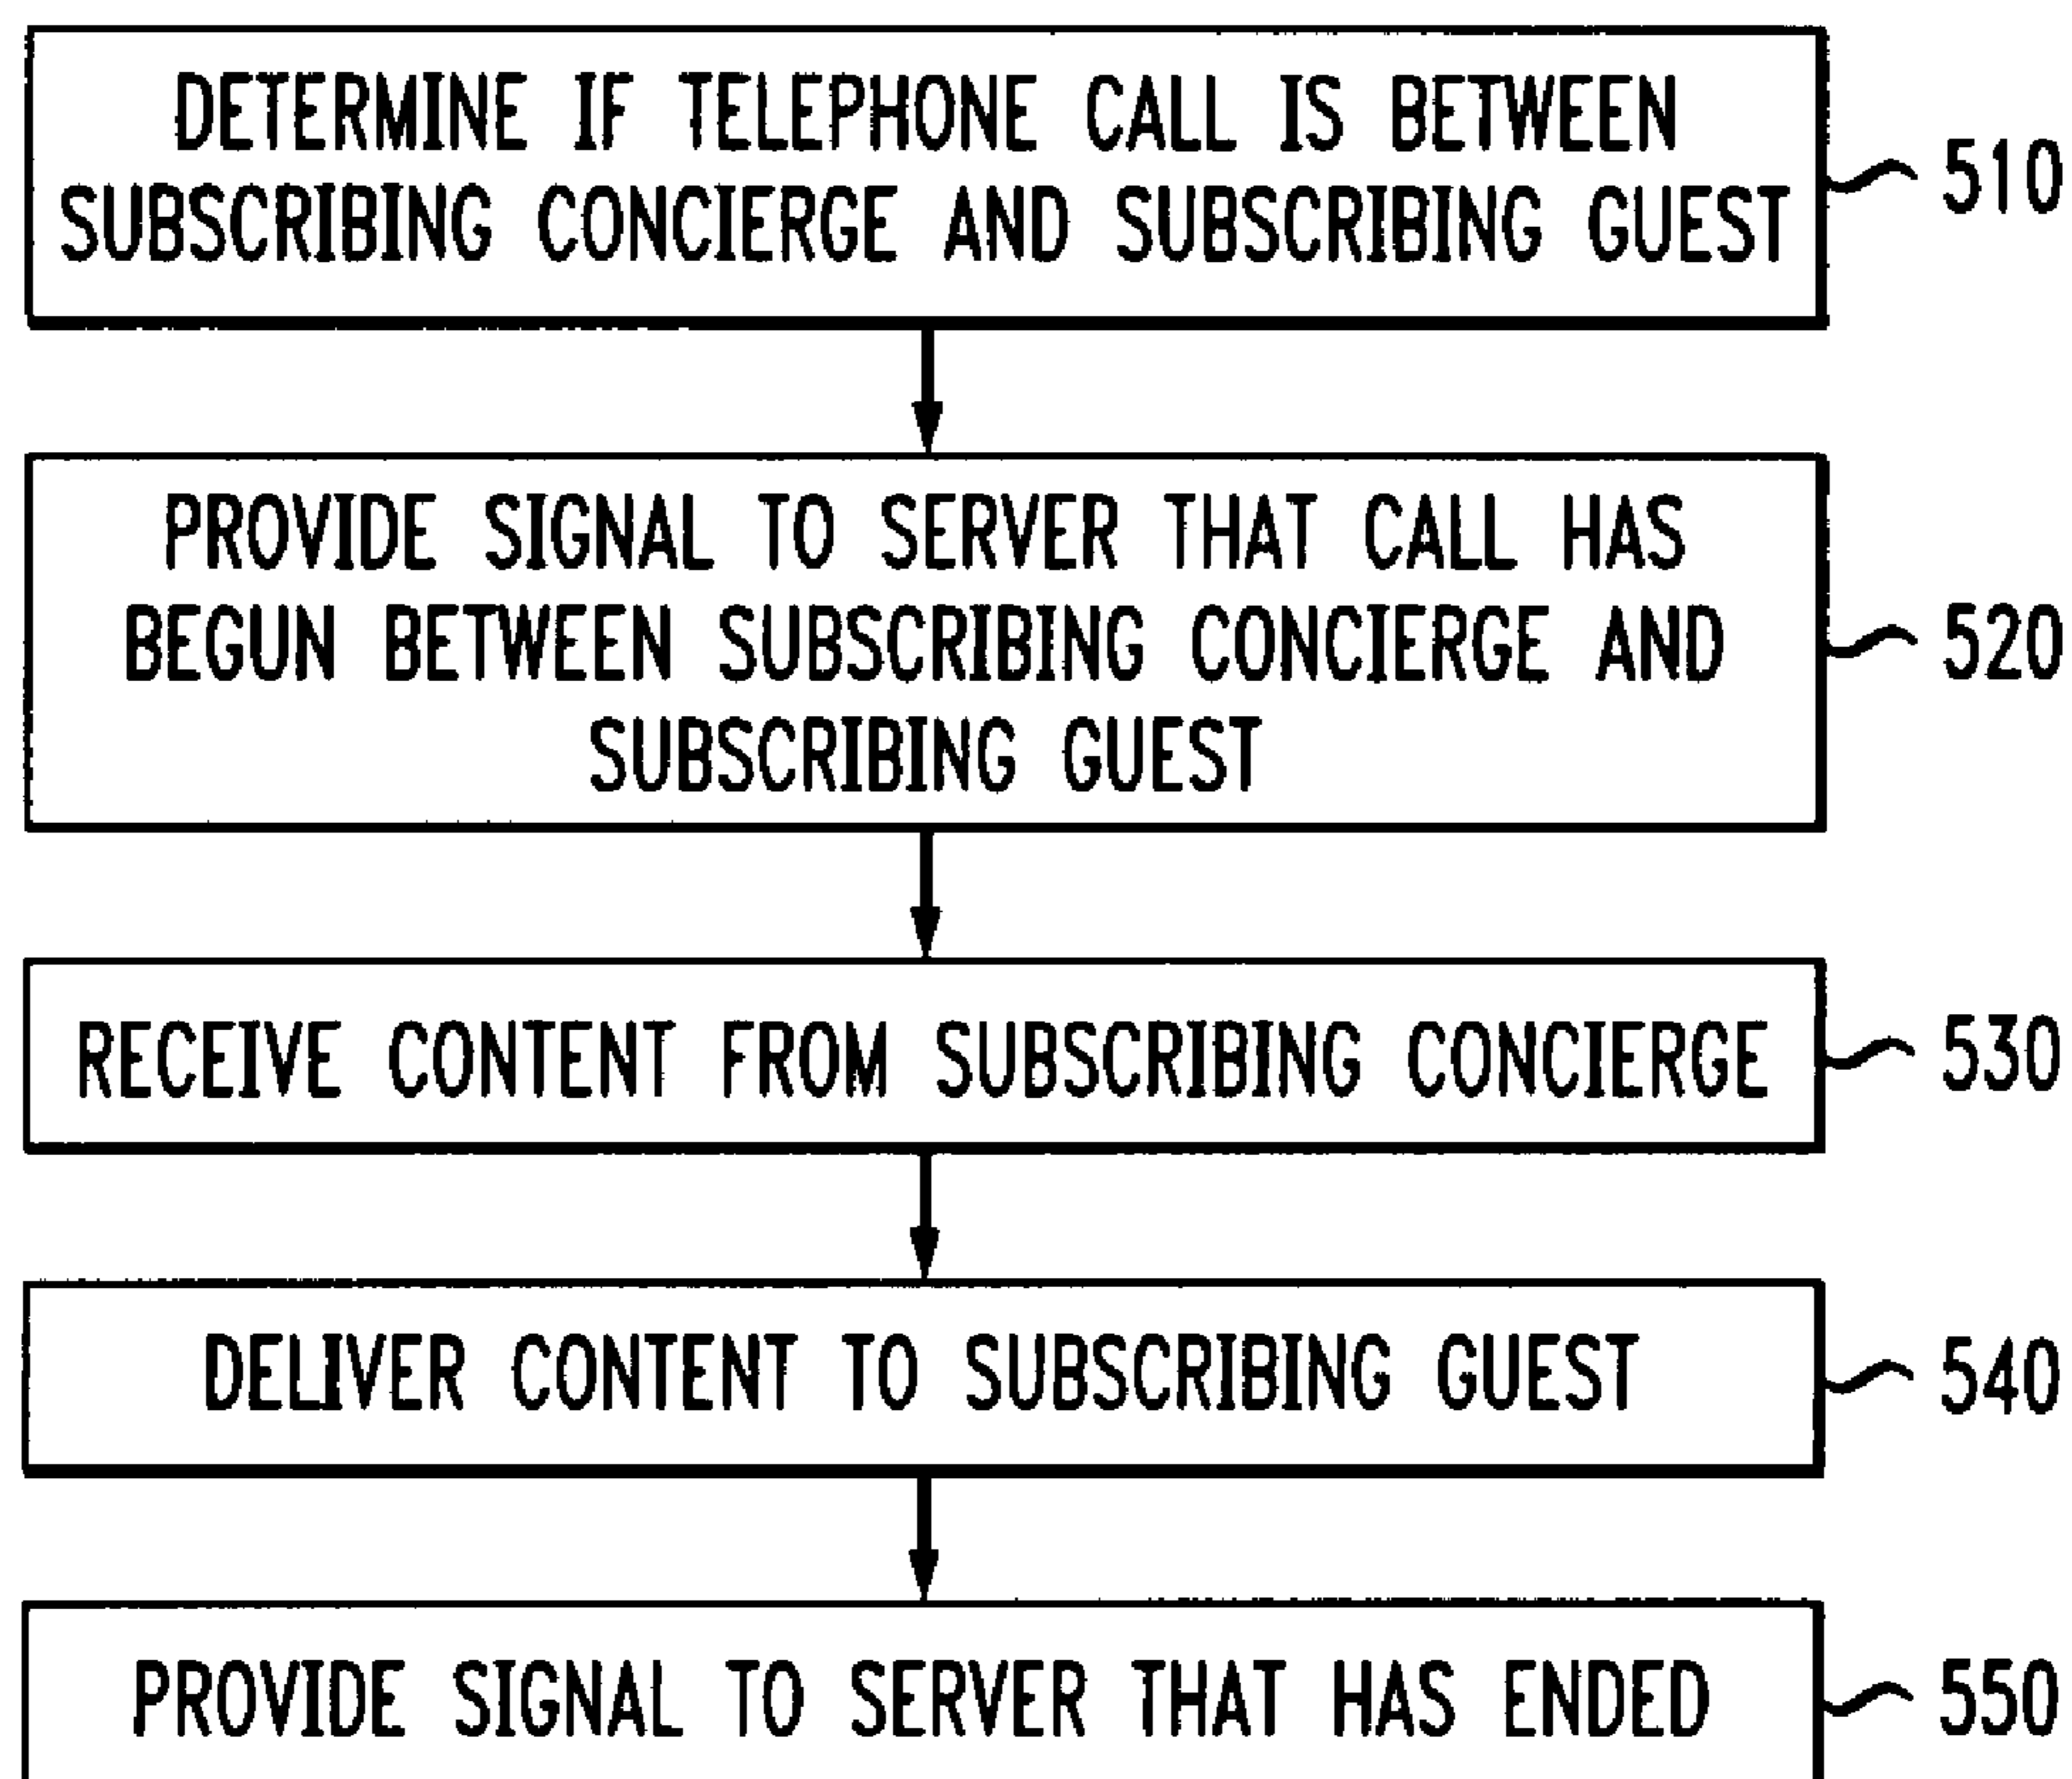 DETERMINE IF TELEPHONE CALL IS BETWEEN
SUBSCRIBING CONCIERGE AND SUBSCRIBING GUEST
510
PROVIDE SIGNAL TO SERVER THAT CALL HAS
BEGUN BETWEEN SUBSCRIBING CONCIERGE AND
SUBSCRIBING GUEST
520
RECEIVE CONTENT FROM SUBSCRIBING CONCIERGE
530
DELIVER CONTENT TO SUBSCRIBING GUEST
540
PROVIDE SIGNAL TO SERVER THAT HAS ENDED
550